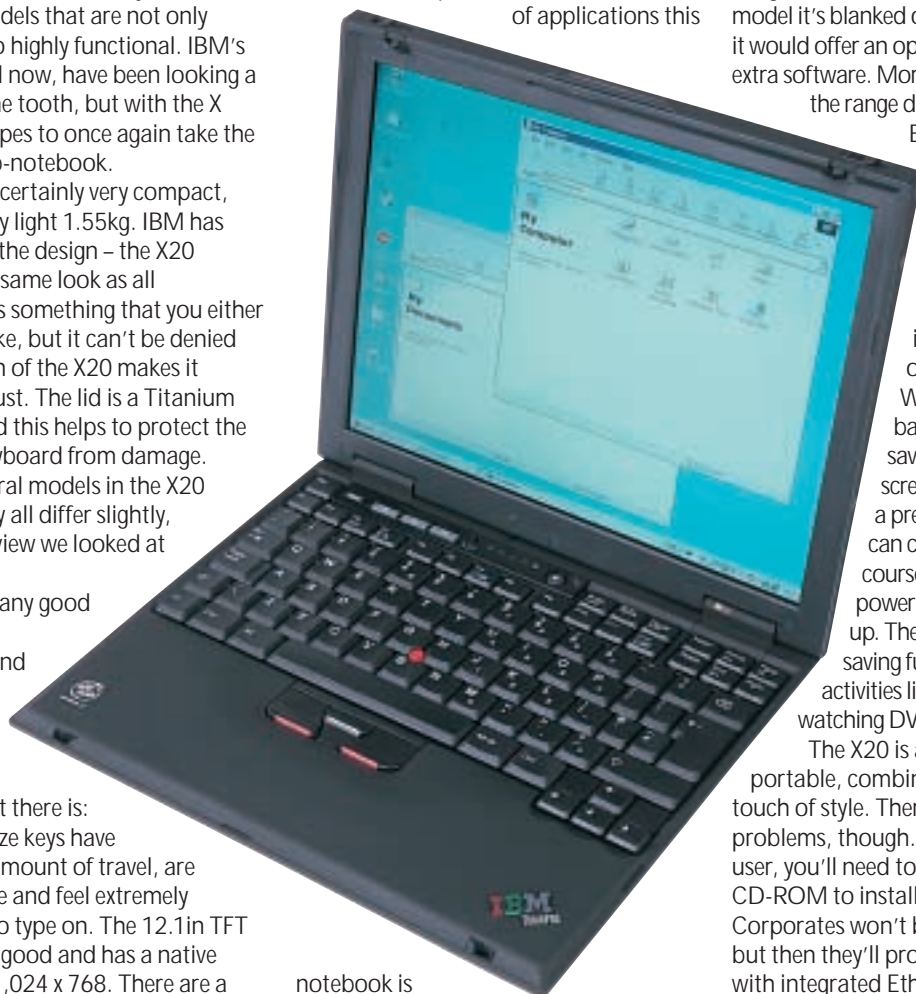 dels that are not only
highly functional. IBM's
now, have been looking a
tooth, but with the X
pes to once again take the
-notebook.
certainly very compact,
light 1.55kg. IBM has
the design – the X20
same look as all
s something that you either
ke, but it can't be denied
of the X20 makes it
ust. The lid is a Titanium
d this helps to protect the
board from damage.
ral models in the X20
all differ slightly,
view we looked at
any good
nd
t there is:
ze keys have
mount of travel, are
e and feel extremely
o type on. The 12.1in TFT
good and has a native
1,024 x 768. There are a
of applications this
My
Computer
My
Documents
IBM
notebook is
model it's blanked o
it would offer an op
extra software. Mor
the range d
E
i
o
W
ba
sav
scre
a pre
can c
course
power
up. The
saving fu
activities li
watching DV
The X20 is a
portable, combin
touch of style. Ther
problems, though.
user, you'll need to
CD-ROM to install
Corporates won't b
but then they'll pro
with integrated Eth